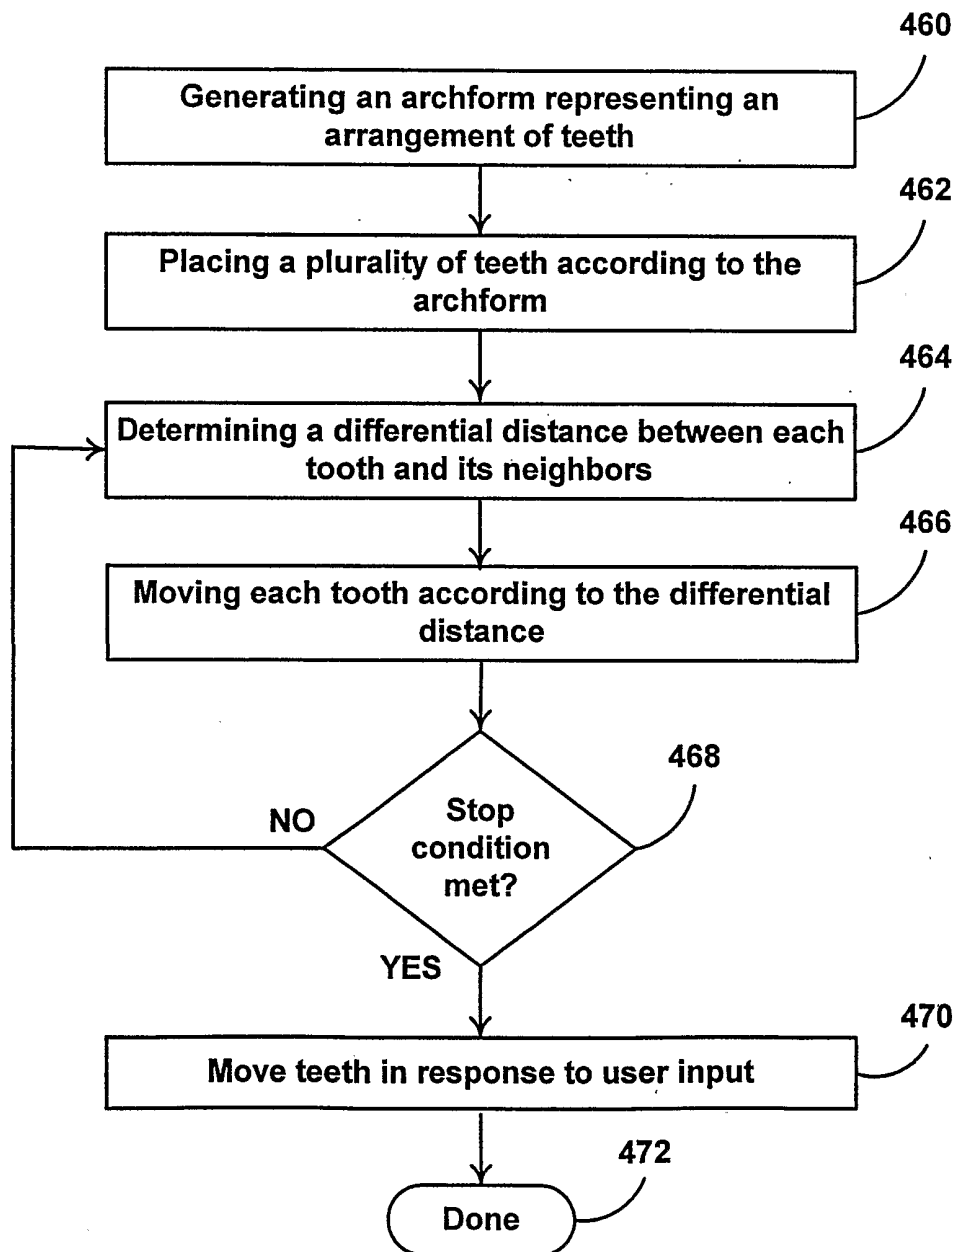 460
Generating an archform representing an
arrangement of teeth
462
Placing a plurality of teeth according to the
archform
464
Determining a differential distance between each
tooth and its neighbors
466
Moving each tooth according to the differential
distance
468
Stop
condition
met?
NO
YES
470
Move teeth in response to user input
472
Done